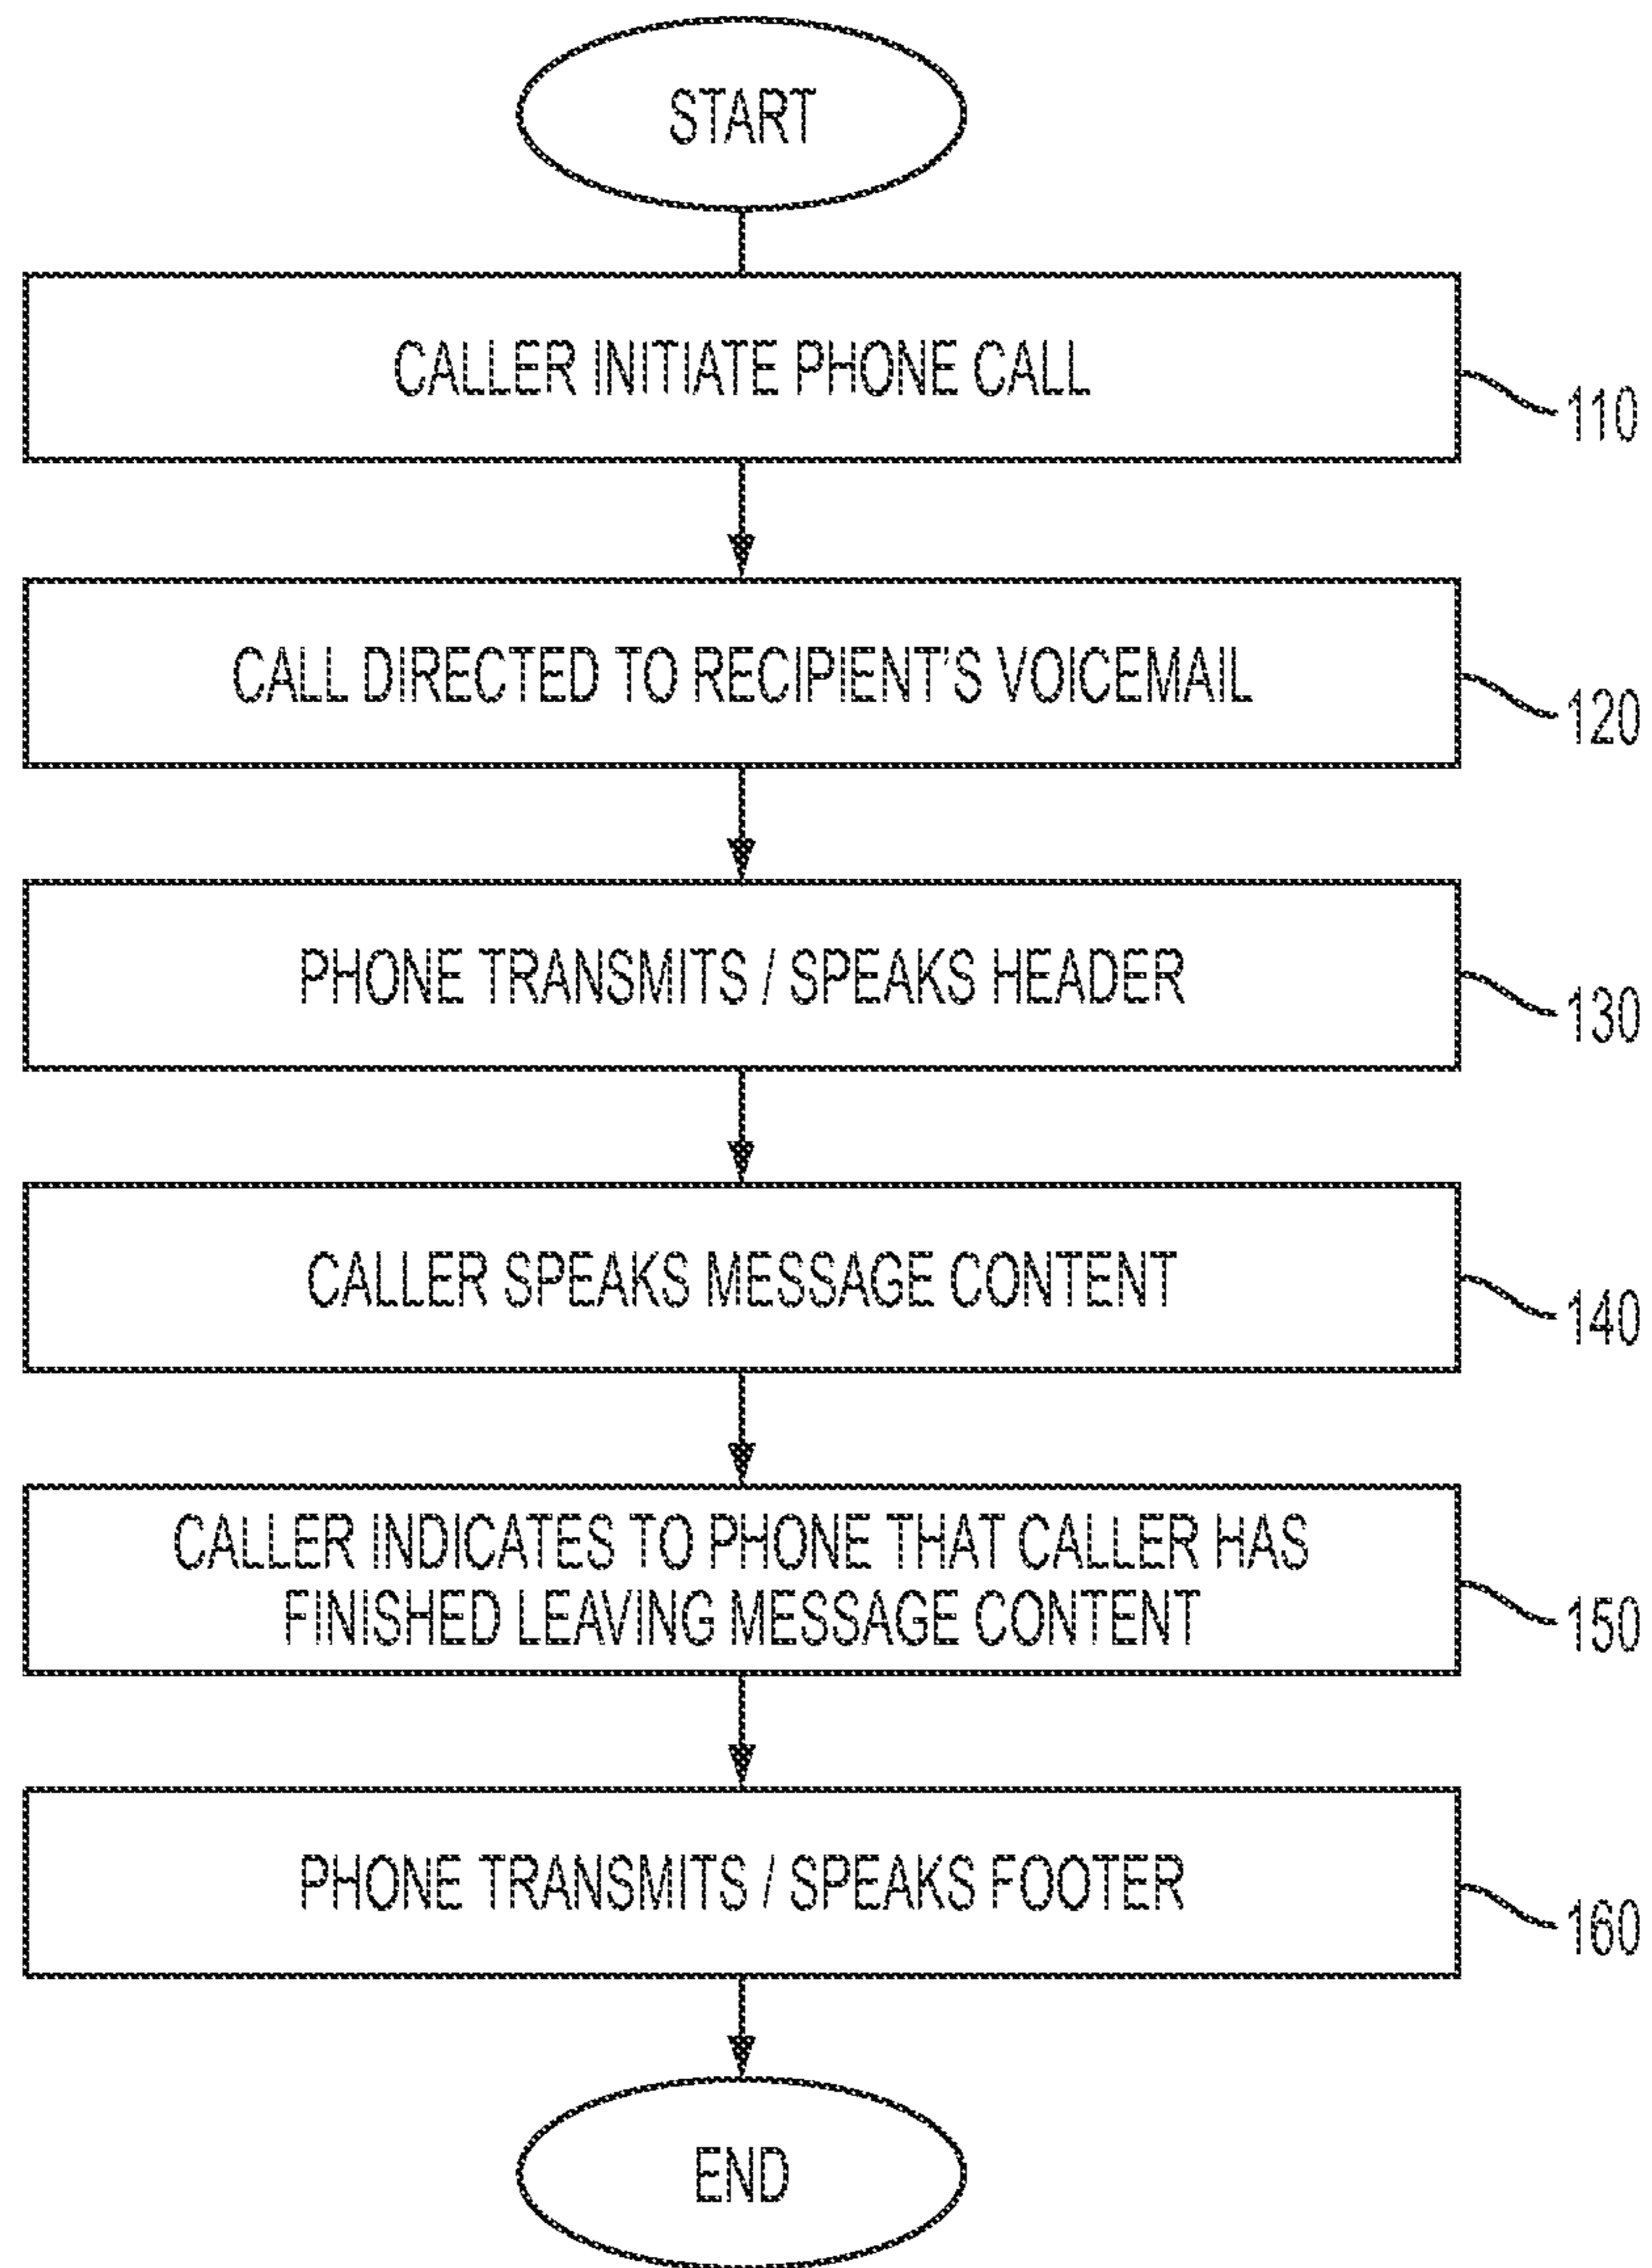 START
CALLER INITIATE PHONE CALL
110
CALL DIRECTED TO RECIPIENT'S VOICEMAIL
120
PHONE TRANSMITS / SPEAKS HEADER
130
CALLER SPEAKS MESSAGE CONTENT
140
CALLER INDICATES TO PHONE THAT CALLER HAS
FINISHED LEAVING MESSAGE CONTENT
150
PHONE TRANSMITS / SPEAKS FOOTER
160
END